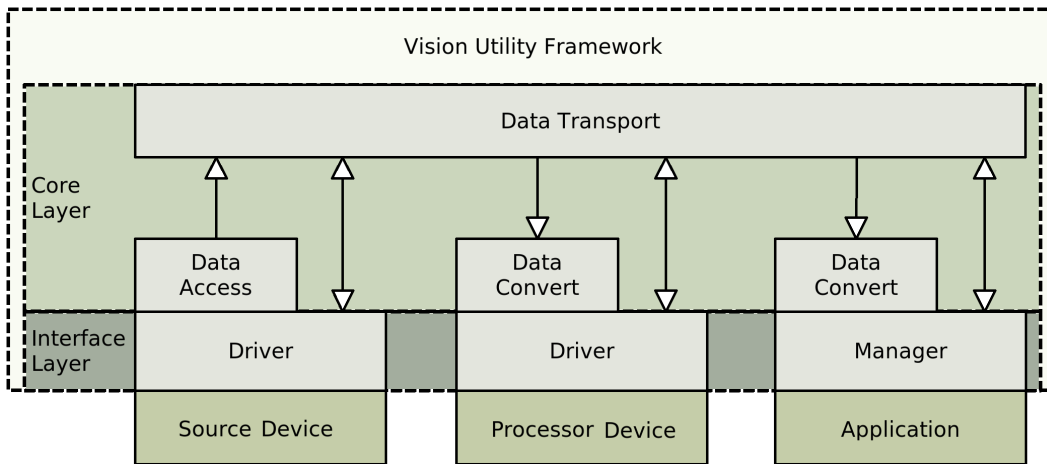 Vision Utility Framework
Data Transport
Core
Layer
Data
Access
Data
Convert
Data
Convert
Interface
Layer
Driver
Driver
Manager
Source Device
Processor Device
Application